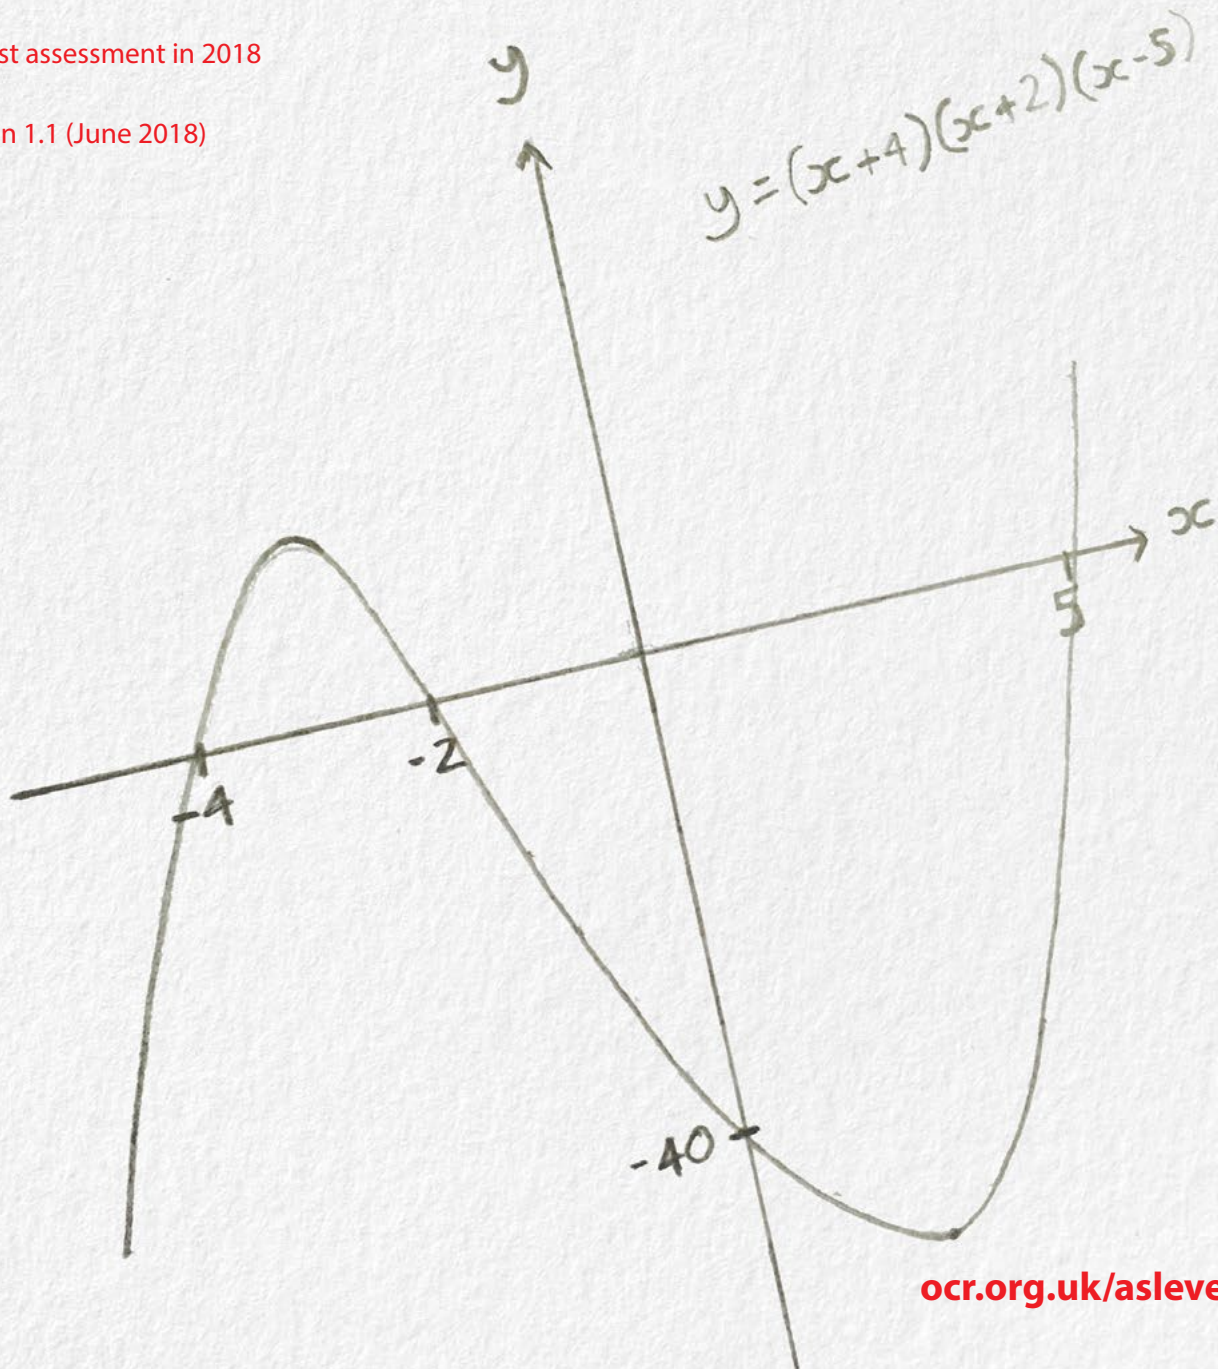 st assessment in 2018
n 1.1 (June 2018)
y
y = (x+4)(x+2)(x-5)
x
5
-2
-4
-40
ocr.org.uk/asleve